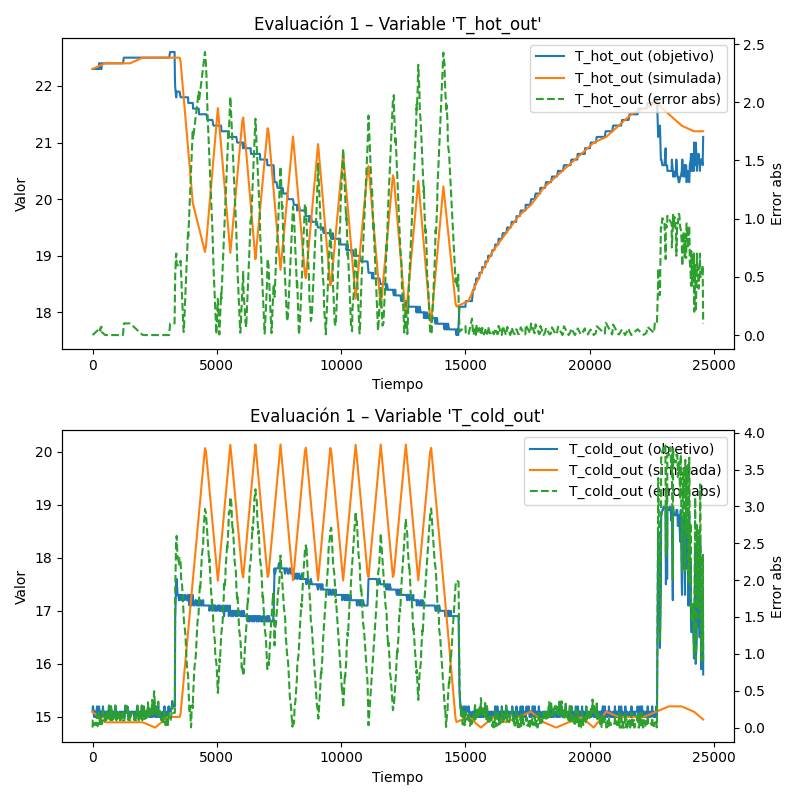 Evaluación 1 – Variable 'T_hot_out'
T_hot_out (objetivo)
T_hot_out (simulada)
T_hot_out (error abs)
Valor
22
21
20
19
18
2.5
2.0
1.5
1.0
0.5
0.0
Error abs
0 5000 10000 15000 20000 25000
Tiempo
Evaluación 1 – Variable 'T_cold_out'
T_cold_out (objetivo)
T_cold_out (simulada)
T_cold_out (error abs)
Valor
20
19
18
17
16
15
4.0
3.5
3.0
2.5
2.0
1.5
1.0
0.5
0.0
Error abs
0 5000 10000 15000 20000 25000
Tiempo